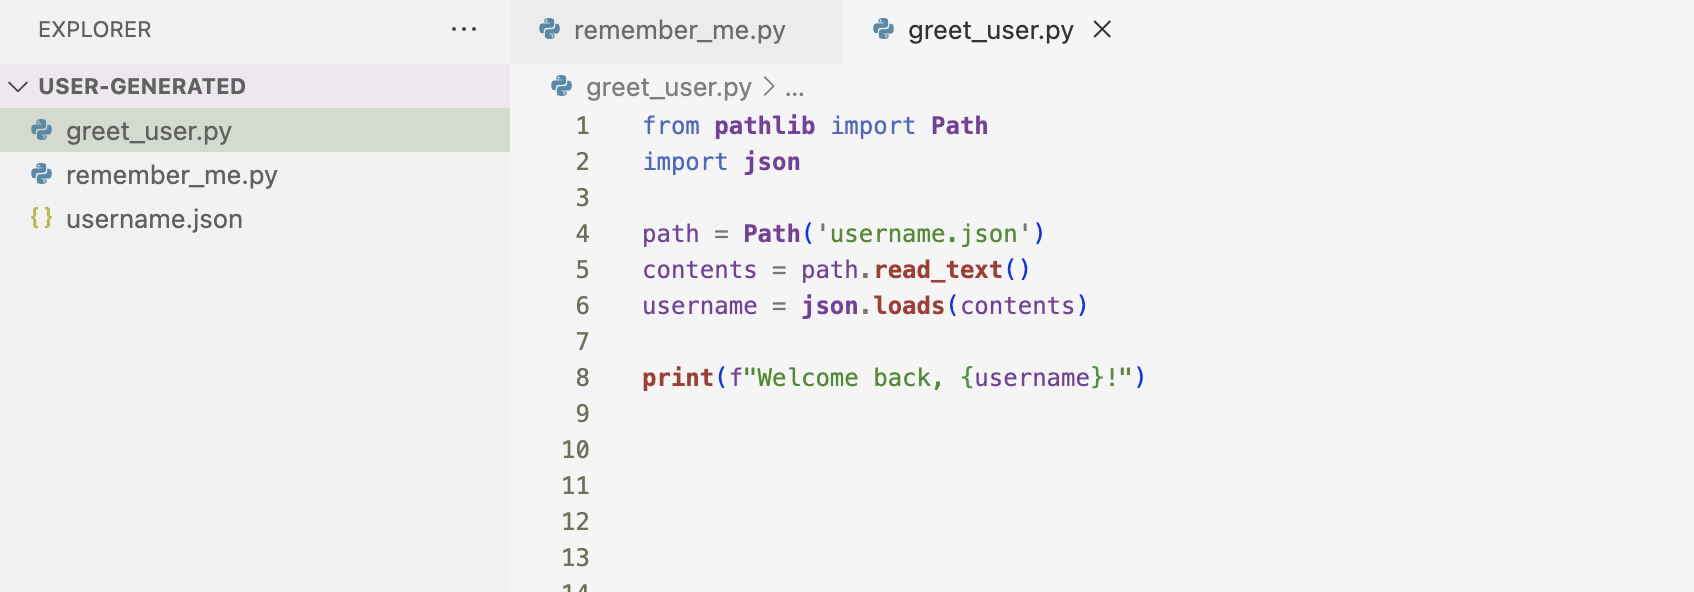 EXPLORER ...
USER-GENERATED
greet_user.py
remember_me.py
{} username.json
remember_me.py
greet_user.py
greet_user.py > ...
1 from pathlib import Path
2 import json
3
4 path = Path('username.json')
5 contents = path.read_text()
6 username = json.loads(contents)
7
8 print(f"Welcome back, {username}!")
9
10
11
12
13
14